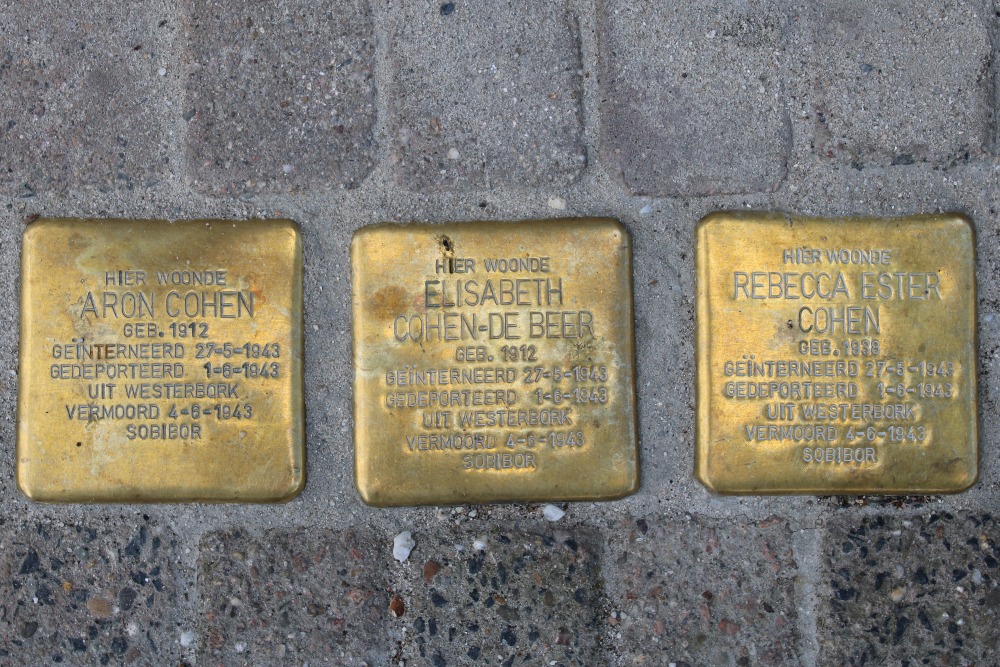 HIER WOONDE
ARON COHEN
GEB. 1912
GEÏNTERNEERD 27-5-1943
GEDEPORTEERD 1-6-1943
UIT WESTERBORK
VERMOORD 4-6-1943
SOBIBOR
HIER WOONDE
ELISABETH
COHEN-DE BEER
GEB. 1912
GEÏNTERNEERD 27-5-1943
GEDEPORTEERD 1-6-1943
UIT WESTERBORK
VERMOORD 4-6-1943
SOBIBOR
HIER WOONDE
REBECCA ESTER
COHEN
GEB. 1938
GEÏNTERNEERD 27-5-1943
GEDEPORTEERD 1-6-1943
UIT WESTERBORK
VERMOORD 4-6-1943
SOBIBOR